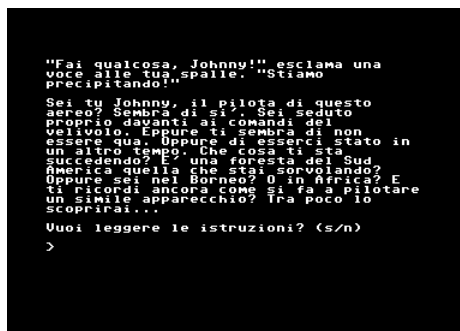 "Fai qualcosa, Johnny!" esclama una
voce alle tua spalle. "Stiamo
precipitando!"
Sei tu Johnny, il pilota di questo
aereo? Sembra di si'. Sei seduto
proprio davanti ai comandi del
velivolo. Eppure ti sembra di non
essere qua. Oppure di esserci stato in
un altro tempo. Che cosa ti sta
succedendo? E' una foresta del Sud
America quella che stai sorvolando?
Oppure sei nel Borneo? O in Africa? E
ti ricordi ancora come si fa a pilotare
un simile apparecchio? Tra poco lo
scoprirai...
Vuoi leggere le istruzioni? (s/n)
>